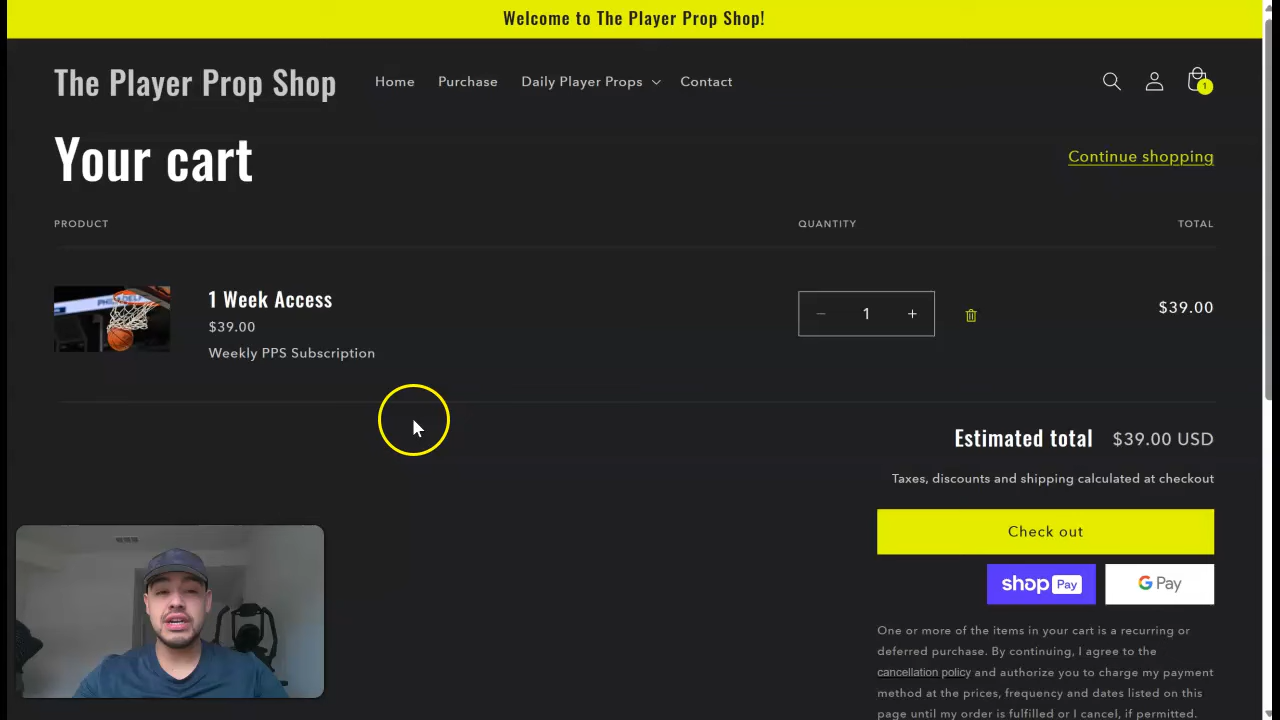 Welcome to The Player Prop Shop!
The Player Prop Shop
Home
Purchase
Daily Player Props
Contact
1
Your cart
Continue shopping
PRODUCT
QUANTITY
TOTAL
1 Week Access
$39.00
Weekly PPS Subscription
1
$39.00
Estimated total $39.00 USD
Taxes, discounts and shipping calculated at checkout
Check out
shop Pay
G Pay
One or more of the items in your cart is a recurring or
deferred purchase. By continuing, I agree to the
cancellation policy and authorize you to charge my payment
method at the prices, frequency and dates listed on this
page until my order is fulfilled or I cancel, if permitted.